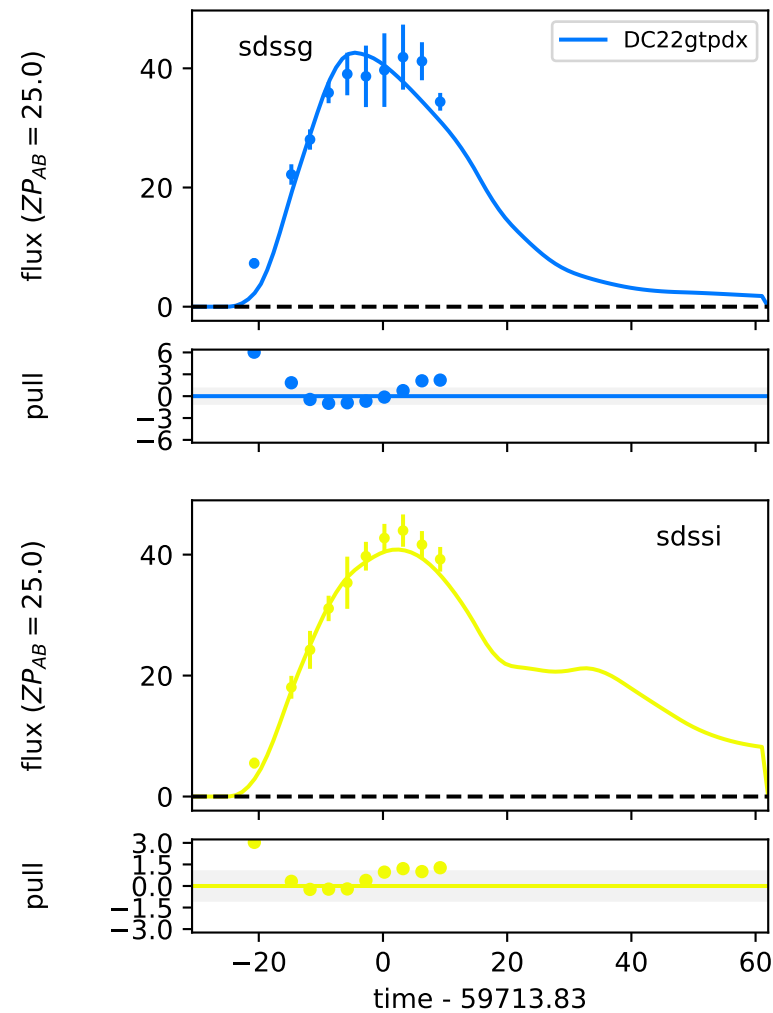 sdssg
DC22gtpdx
flux (ZP_AB = 25.0)
40
20
0
pull
6
3
0
−3
−6
sdssi
flux (ZP_AB = 25.0)
40
20
0
pull
3.0
1.5
0.0
−1.5
−3.0
−20 0 20 40 60
time - 59713.83